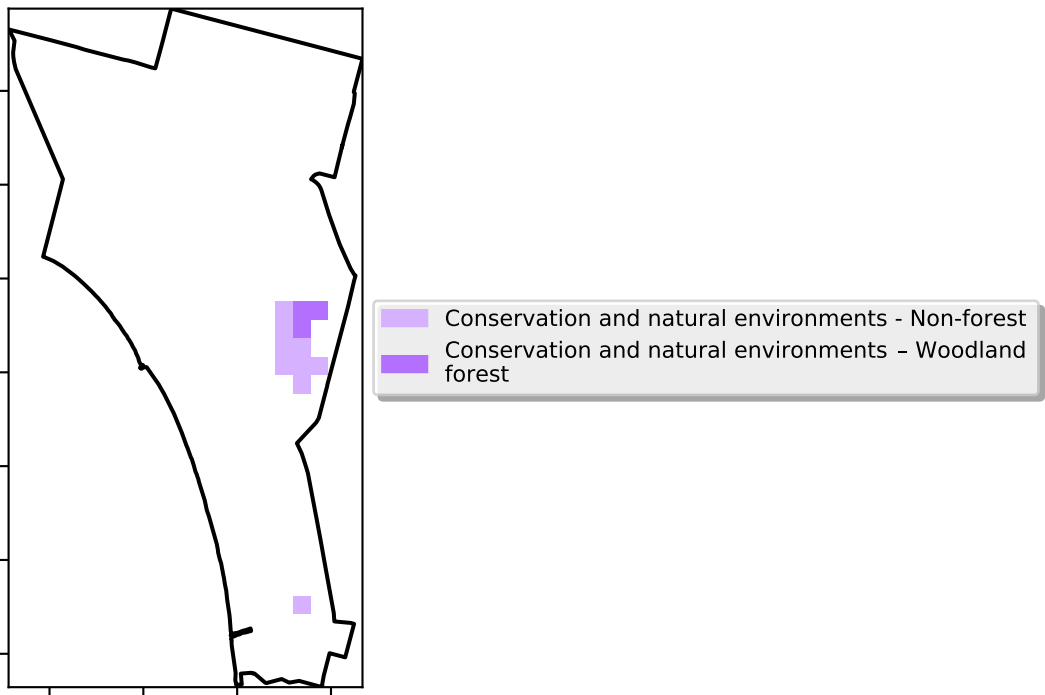 Conservation and natural environments - Non-forest
Conservation and natural environments – Woodland
forest